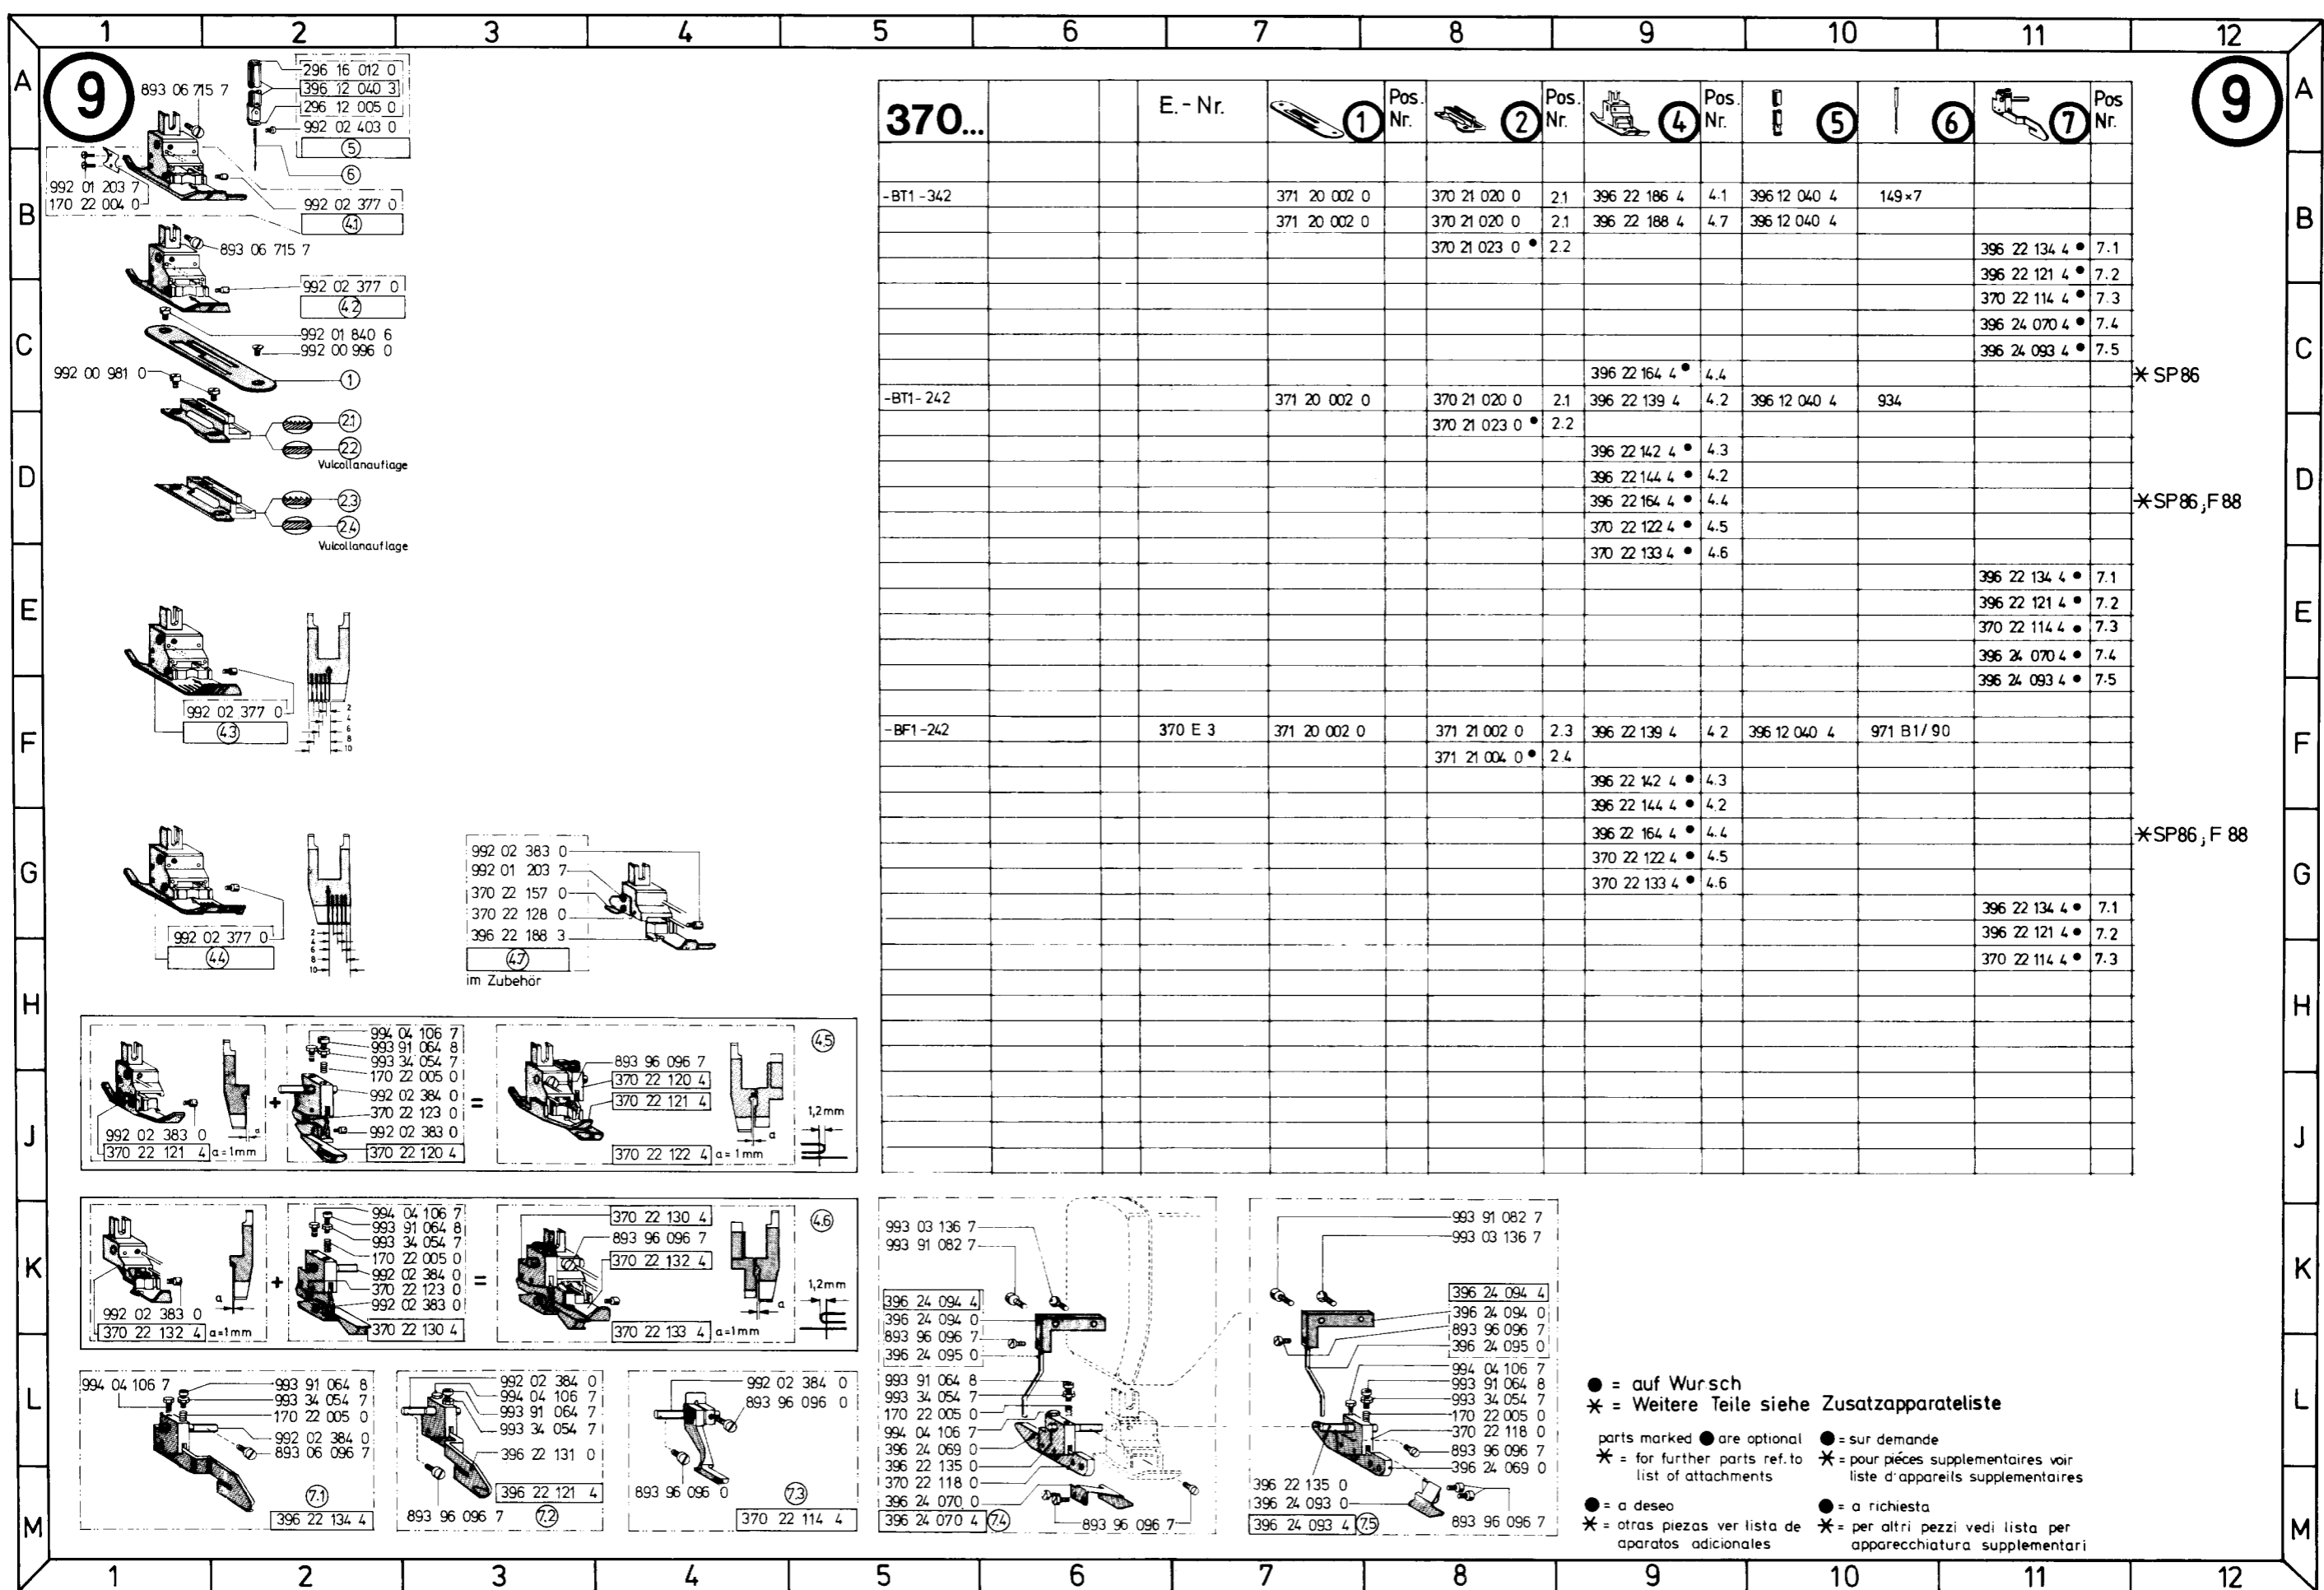 1 2 3 4 5 6 7 8 9 10 11 12
A
B
C
D
E
F
G
H
J
K
L
M
9
893 06 715 7
296 16 012 0
396 12 040 3
296 12 005 0
992 02 403 0
5
6
992 01 203 7
170 22 004 0
992 02 377 0
4.1
893 06 715 7
992 02 377 0
4.2
992 01 840 6
992 00 996 0
992 00 981 0
1
2.1
2.2
Vulcollanauflage
2.3
2.4
Vulcollanauflage
992 02 377 0
4.3
2
4
6
8
10
992 02 377 0
4.4
2
4
6
8
10
992 02 383 0
992 01 203 7
370 22 157 0
370 22 128 0
396 22 188 3
4.7
im Zubehör
4.5
992 02 383 0
370 22 121 4 a=1mm
a
+
994 04 106 7
993 91 064 8
993 34 054 7
170 22 005 0
992 02 384 0
370 22 123 0
992 02 383 0
370 22 120 4
=
893 96 096 7
370 22 120 4
370 22 121 4
370 22 122 4 a=1mm
a
1,2mm
4.6
992 02 383 0
370 22 132 4 a=1mm
a
+
994 04 106 7
993 91 064 8
993 34 054 7
170 22 005 0
992 02 384 0
370 22 123 0
992 02 383 0
370 22 130 4
=
370 22 130 4
893 96 096 7
370 22 132 4
370 22 133 4 a=1mm
a
1,2mm
994 04 106 7
993 91 064 8
993 34 054 7
170 22 005 0
992 02 384 0
893 06 096 7
7.1
396 22 134 4
992 02 384 0
994 04 106 7
993 91 064 7
993 34 054 7
396 22 131 0
396 22 121 4
893 96 096 7
7.2
992 02 384 0
893 96 096 0
893 96 096 0
7.3
370 22 114 4
370... E.-Nr. 1 Pos. Nr. 2 Pos. Nr. 4 Pos. Nr. 5 6 7 Pos Nr.
9
-BT1-342 371 20 002 0 370 21 020 0 2.1 396 22 186 4 4.1 396 12 040 4 149×7
371 20 002 0 370 21 020 0 2.1 396 22 188 4 4.7 396 12 040 4
370 21 023 0 ● 2.2 396 22 134 4 ● 7.1
396 22 121 4 ● 7.2
370 22 114 4 ● 7.3
396 24 070 4 ● 7.4
396 24 093 4 ● 7.5
396 22 164 4 ● 4.4 ✳ SP86
-BT1-242 371 20 002 0 370 21 020 0 2.1 396 22 139 4 4.2 396 12 040 4 934
370 21 023 0 ● 2.2
396 22 142 4 ● 4.3
396 22 144 4 ● 4.2
396 22 164 4 ● 4.4 ✳ SP86 ; F 88
370 22 122 4 ● 4.5
370 22 133 4 ● 4.6
396 22 134 4 ● 7.1
396 22 121 4 ● 7.2
370 22 114 4 ● 7.3
396 24 070 4 ● 7.4
396 24 093 4 ● 7.5
-BF1-242 370 E 3 371 20 002 0 371 21 002 0 2.3 396 22 139 4 4 2 396 12 040 4 971 B1/90
371 21 004 0 ● 2.4
396 22 142 4 ● 4.3
396 22 144 4 ● 4.2
396 22 164 4 ● 4.4 ✳ SP86 ; F 88
370 22 122 4 ● 4.5
370 22 133 4 ● 4.6
396 22 134 4 ● 7.1
396 22 121 4 ● 7.2
370 22 114 4 ● 7.3
993 03 136 7
993 91 082 7
396 24 094 4
396 24 094 0
893 96 096 7
396 24 095 0
993 91 064 8
993 34 054 7
170 22 005 0
994 04 106 7
396 24 069 0
396 22 135 0
370 22 118 0
396 24 070 0
396 24 070 4 7.4
893 96 096 7
993 91 082 7
993 03 136 7
396 24 094 4
396 24 094 0
893 96 096 7
396 24 095 0
994 04 106 7
993 91 064 8
993 34 054 7
170 22 005 0
370 22 118 0
893 96 096 7
396 24 069 0
396 22 135 0
396 24 093 0
396 24 093 4 7.5
893 96 096 7
● = auf Wunsch
✳ = Weitere Teile siehe Zusatzapparateliste
parts marked ● are optional
✳ = for further parts ref. to
list of attachments
● = sur demande
✳ = pour piéces supplementaires voir
liste d'appareils supplementaires
● = a deseo
✳ = otras piezas ver lista de
aparatos adicionales
● = a richiesta
✳ = per altri pezzi vedi lista per
apparecchiatura supplementari
A
B
C
D
E
F
G
H
J
K
L
M
1 2 3 4 5 6 7 8 9 10 11 12